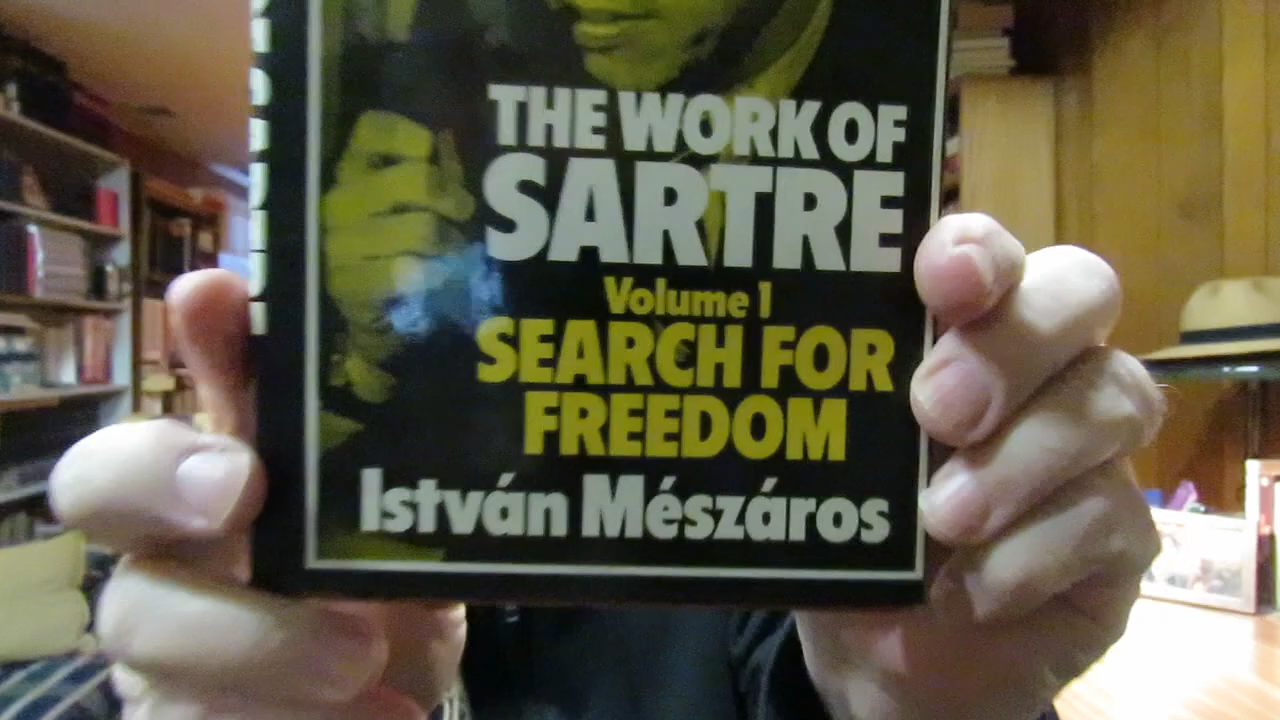 THE WORK OF
SARTRE
Volume 1
SEARCH FOR
FREEDOM
István Mészáros